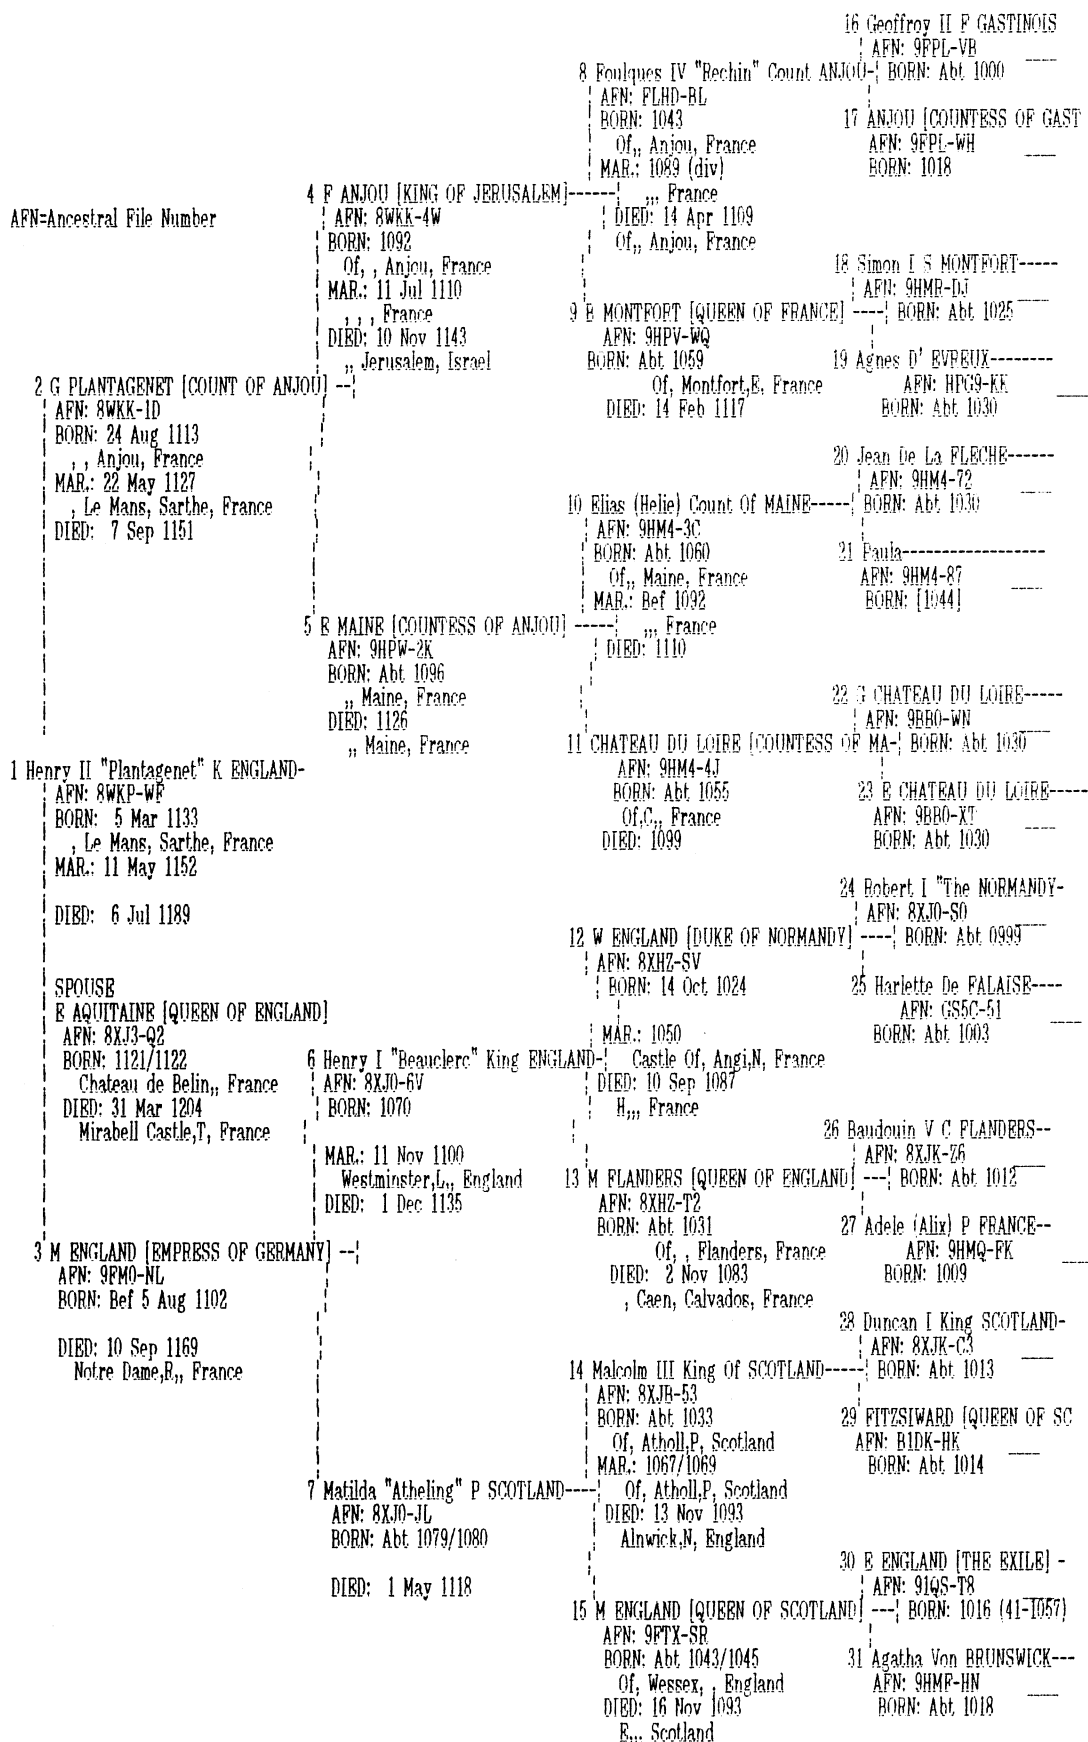 AFN=Ancestral File Number
16 Geoffroy II F GASTINOIS
AFN: 9FPL-VB
BORN: Abt 1000
8 Foulques IV "Rechin" Count ANJOU-
AFN: FLHD-BL
BORN: 1043
Of,, Anjou, France
MAR.: 1089 (div)
,,, France
DIED: 14 Apr 1109
Of,, Anjou, France
17 ANJOU [COUNTESS OF GAST
AFN: 9FPL-WH
BORN: 1018
4 F ANJOU [KING OF JERUSALEM]------
AFN: 8WKK-4W
BORN: 1092
Of, , Anjou, France
MAR.: 11 Jul 1110
, , , France
DIED: 10 Nov 1143
,, Jerusalem, Israel
18 Simon I S MONTFORT-----
AFN: 9HMR-DJ
BORN: Abt 1025
9 B MONTFORT [QUEEN OF FRANCE] ----
AFN: 9HPV-WQ
BORN: Abt 1059
Of, Montfort,E, France
DIED: 14 Feb 1117
19 Agnes D' EVREUX--------
AFN: HPG9-KK
BORN: Abt 1030
2 G PLANTAGENET [COUNT OF ANJOU] --
AFN: 8WKK-1D
BORN: 24 Aug 1113
, , Anjou, France
MAR.: 22 May 1127
, Le Mans, Sarthe, France
DIED: 7 Sep 1151
20 Jean De La FLECHE------
AFN: 9HM4-72
BORN: Abt 1030
10 Elias (Helie) Count Of MAINE-----
AFN: 9HM4-3C
BORN: Abt 1060
Of,, Maine, France
MAR.: Bef 1092
,,, France
DIED: 1110
21 Paula------------------
AFN: 9HM4-87
BORN: [1044]
5 E MAINE [COUNTESS OF ANJOU] -----
AFN: 9HPW-2K
BORN: Abt 1096
,, Maine, France
DIED: 1126
,, Maine, France
22 G CHATEAU DU LOIRE-----
AFN: 9BB0-WN
BORN: Abt 1030
11 CHATEAU DU LOIRE [COUNTESS OF MA-
AFN: 9HM4-4J
BORN: Abt 1055
Of,C,, France
DIED: 1099
23 E CHATEAU DU LOIRE-----
AFN: 9BB0-XT
BORN: Abt 1030
1 Henry II "Plantagenet" K ENGLAND-
AFN: 8WKP-WF
BORN: 5 Mar 1133
, Le Mans, Sarthe, France
MAR.: 11 May 1152
DIED: 6 Jul 1189
SPOUSE
E AQUITAINE [QUEEN OF ENGLAND]
AFN: 8XJ3-Q2
BORN: 1121/1122
Chateau de Belin,, France
DIED: 31 Mar 1204
Mirabell Castle,T, France
24 Robert I "The NORMANDY-
AFN: 8XJ0-S0
BORN: Abt 0999
12 W ENGLAND [DUKE OF NORMANDY] ----
AFN: 8XHZ-SV
BORN: 14 Oct 1024
MAR.: 1050
Castle Of, Angi,N, France
DIED: 10 Sep 1087
H,,, France
25 Harlette De FALAISE----
AFN: GS5C-51
BORN: Abt 1003
6 Henry I "Beauclerc" King ENGLAND-
AFN: 8XJ0-6V
BORN: 1070
MAR.: 11 Nov 1100
Westminster,L,, England
DIED: 1 Dec 1135
26 Baudouin V C FLANDERS--
AFN: 8XJK-Z6
BORN: Abt 1012
13 M FLANDERS [QUEEN OF ENGLAND] ---
AFN: 8XHZ-T2
BORN: Abt 1031
Of, , Flanders, France
DIED: 2 Nov 1083
, Caen, Calvados, France
27 Adele (Alix) P FRANCE--
AFN: 9HMQ-FK
BORN: 1009
3 M ENGLAND [EMPRESS OF GERMANY] --
AFN: 9FM0-NL
BORN: Bef 5 Aug 1102
DIED: 10 Sep 1169
Notre Dame,R,, France
28 Duncan I King SCOTLAND-
AFN: 8XJK-C3
BORN: Abt 1013
14 Malcolm III King Of SCOTLAND-----
AFN: 8XJB-53
BORN: Abt 1033
Of, Atholl,P, Scotland
MAR.: 1067/1069
Of, Atholl,P, Scotland
DIED: 13 Nov 1093
Alnwick,N, England
29 FITZSIWARD [QUEEN OF SC
AFN: B1DK-HK
BORN: Abt 1014
7 Matilda "Atheling" P SCOTLAND----
AFN: 8XJ0-JL
BORN: Abt 1079/1080
DIED: 1 May 1118
30 E ENGLAND [THE EXILE] -
AFN: 91QS-T8
BORN: 1016 (41-1057)
15 M ENGLAND [QUEEN OF SCOTLAND] ---
AFN: 9FTX-SR
BORN: Abt 1043/1045
Of, Wessex, , England
DIED: 16 Nov 1093
E,,, Scotland
31 Agatha Von BRUNSWICK---
AFN: 9HMF-HN
BORN: Abt 1018